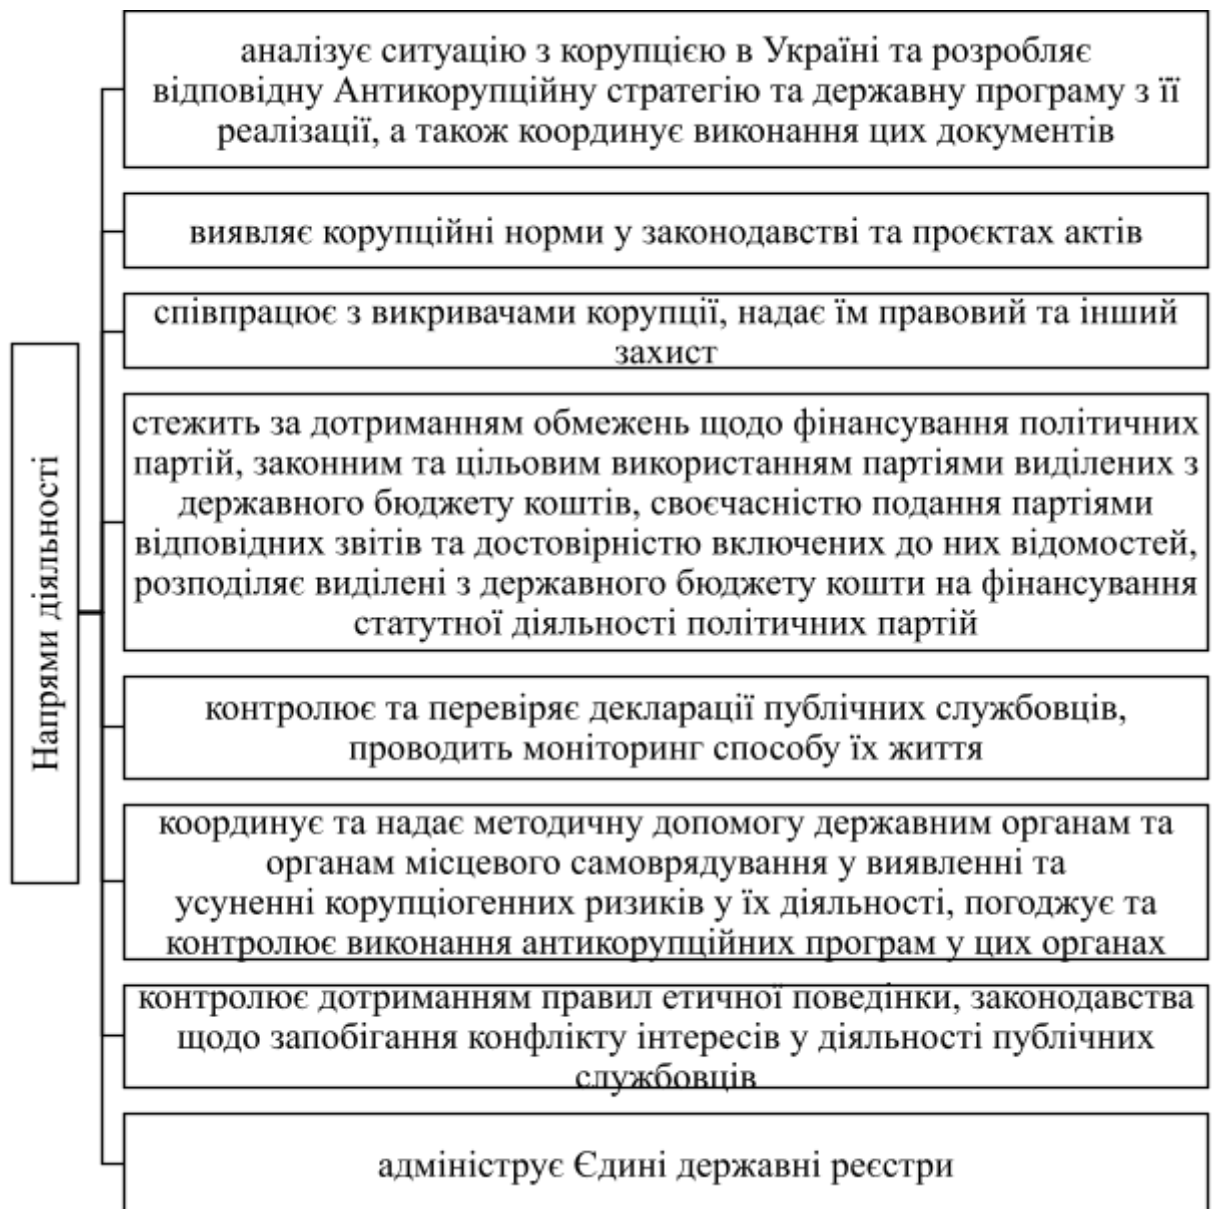 Напрями діяльності
аналізує ситуацію з корупцією в Україні та розробляє
відповідну Антикорупційну стратегію та державну програму з її
реалізації, а також координує виконання цих документів
виявляє корупційні норми у законодавстві та проєктах актів
співпрацює з викривачами корупції, надає їм правовий та інший
захист
стежить за дотриманням обмежень щодо фінансування політичних
партій, законним та цільовим використанням партіями виділених з
державного бюджету коштів, своєчасністю подання партіями
відповідних звітів та достовірністю включених до них відомостей,
розподіляє виділені з державного бюджету кошти на фінансування
статутної діяльності політичних партій
контролює та перевіряє декларації публічних службовців,
проводить моніторинг способу їх життя
координує та надає методичну допомогу державним органам та
органам місцевого самоврядування у виявленні та
усуненні корупціогенних ризиків у їх діяльності, погоджує та
контролює виконання антикорупційних програм у цих органах
контролює дотриманням правил етичної поведінки, законодавства
щодо запобігання конфлікту інтересів у діяльності публічних
службовців
адмініструє Єдині державні реєстри